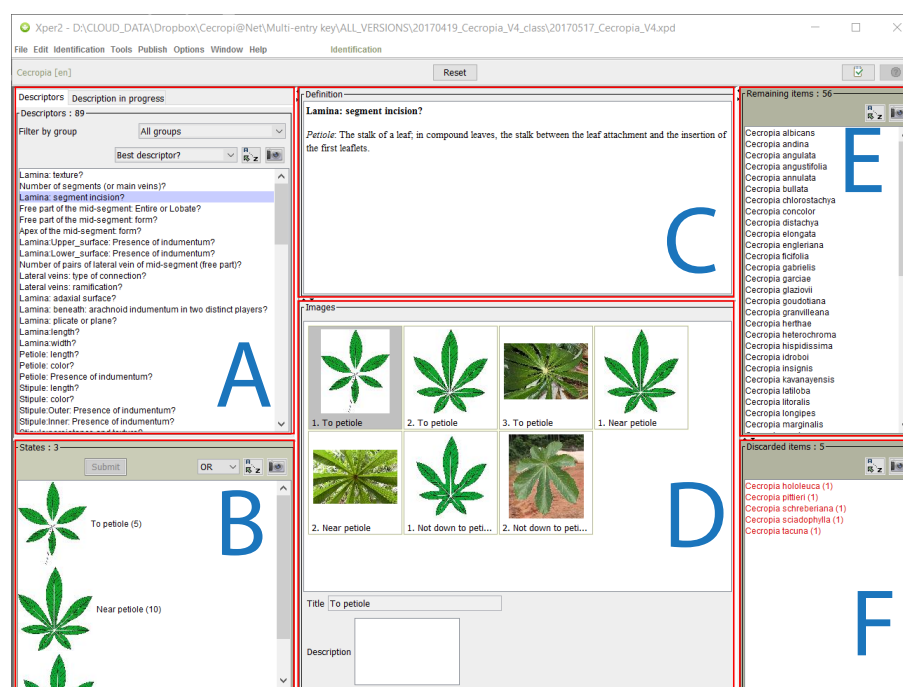 Xper2 - D:\CLOUD_DATA\Dropbox\Cecropi@Net\Multi-entry key\ALL_VERSIONS\20170419_Cecropia_V4_class\20170517_Cecropia_V4.xpd
File Edit Identification Tools Publish Options Window Help Identification
Cecropia [en] Reset
Descriptors Description in progress
Descriptors : 89
Filter by group All groups
Best descriptor?
Lamina: texture?
Number of segments (or main veins)?
Lamina: segment incision?
Free part of the mid-segment: Entire or Lobate?
Free part of the mid-segment: form?
Apex of the mid-segment: form?
Lamina:Upper_surface: Presence of indumentum?
Lamina:Lower_surface: Presence of indumentum?
Number of pairs of lateral vein of mid-segment (free part)?
Lateral veins: type of connection?
Lateral veins: ramification?
Lamina: adaxial surface?
Lamina: beneath: arachnoid indumentum in two distinct players?
Lamina: plicate or plane?
Lamina:length?
Lamina:width?
Petiole: length?
Petiole: color?
Petiole: Presence of indumentum?
Stipule: length?
Stipule: color?
Stipule:Outer: Presence of indumentum?
Stipule:Inner: Presence of indumentum?
A
States : 3
Submit OR
To petiole (5)
Near petiole (10)
B
Definition
Lamina: segment incision?
Petiole: The stalk of a leaf; in compound leaves, the stalk between the leaf attachment and the insertion of
the first leaflets.
C
Images
1. To petiole 2. To petiole 3. To petiole 1. Near petiole
2. Near petiole 1. Not down to peti... 2. Not down to peti...
D
Title To petiole
Description
Remaining items : 56
Cecropia albicans
Cecropia andina
Cecropia angulata
Cecropia angustifolia
Cecropia annulata
Cecropia bullata
Cecropia chlorostachya
Cecropia concolor
Cecropia distachya
Cecropia elongata
Cecropia engleriana
Cecropia ficifolia
Cecropia gabrielis
Cecropia garciae
Cecropia glaziovii
Cecropia goudotiana
Cecropia granvilleana
Cecropia herthae
Cecropia heterochroma
Cecropia hispidissima
Cecropia idroboi
Cecropia insignis
Cecropia kavanayensis
Cecropia latiloba
Cecropia litoralis
Cecropia longipes
Cecropia marginalis
E
Discarded items : 5
Cecropia hololeuca (1)
Cecropia pittieri (1)
Cecropia schreberiana (1)
Cecropia sciadophylla (1)
Cecropia tacuna (1)
F